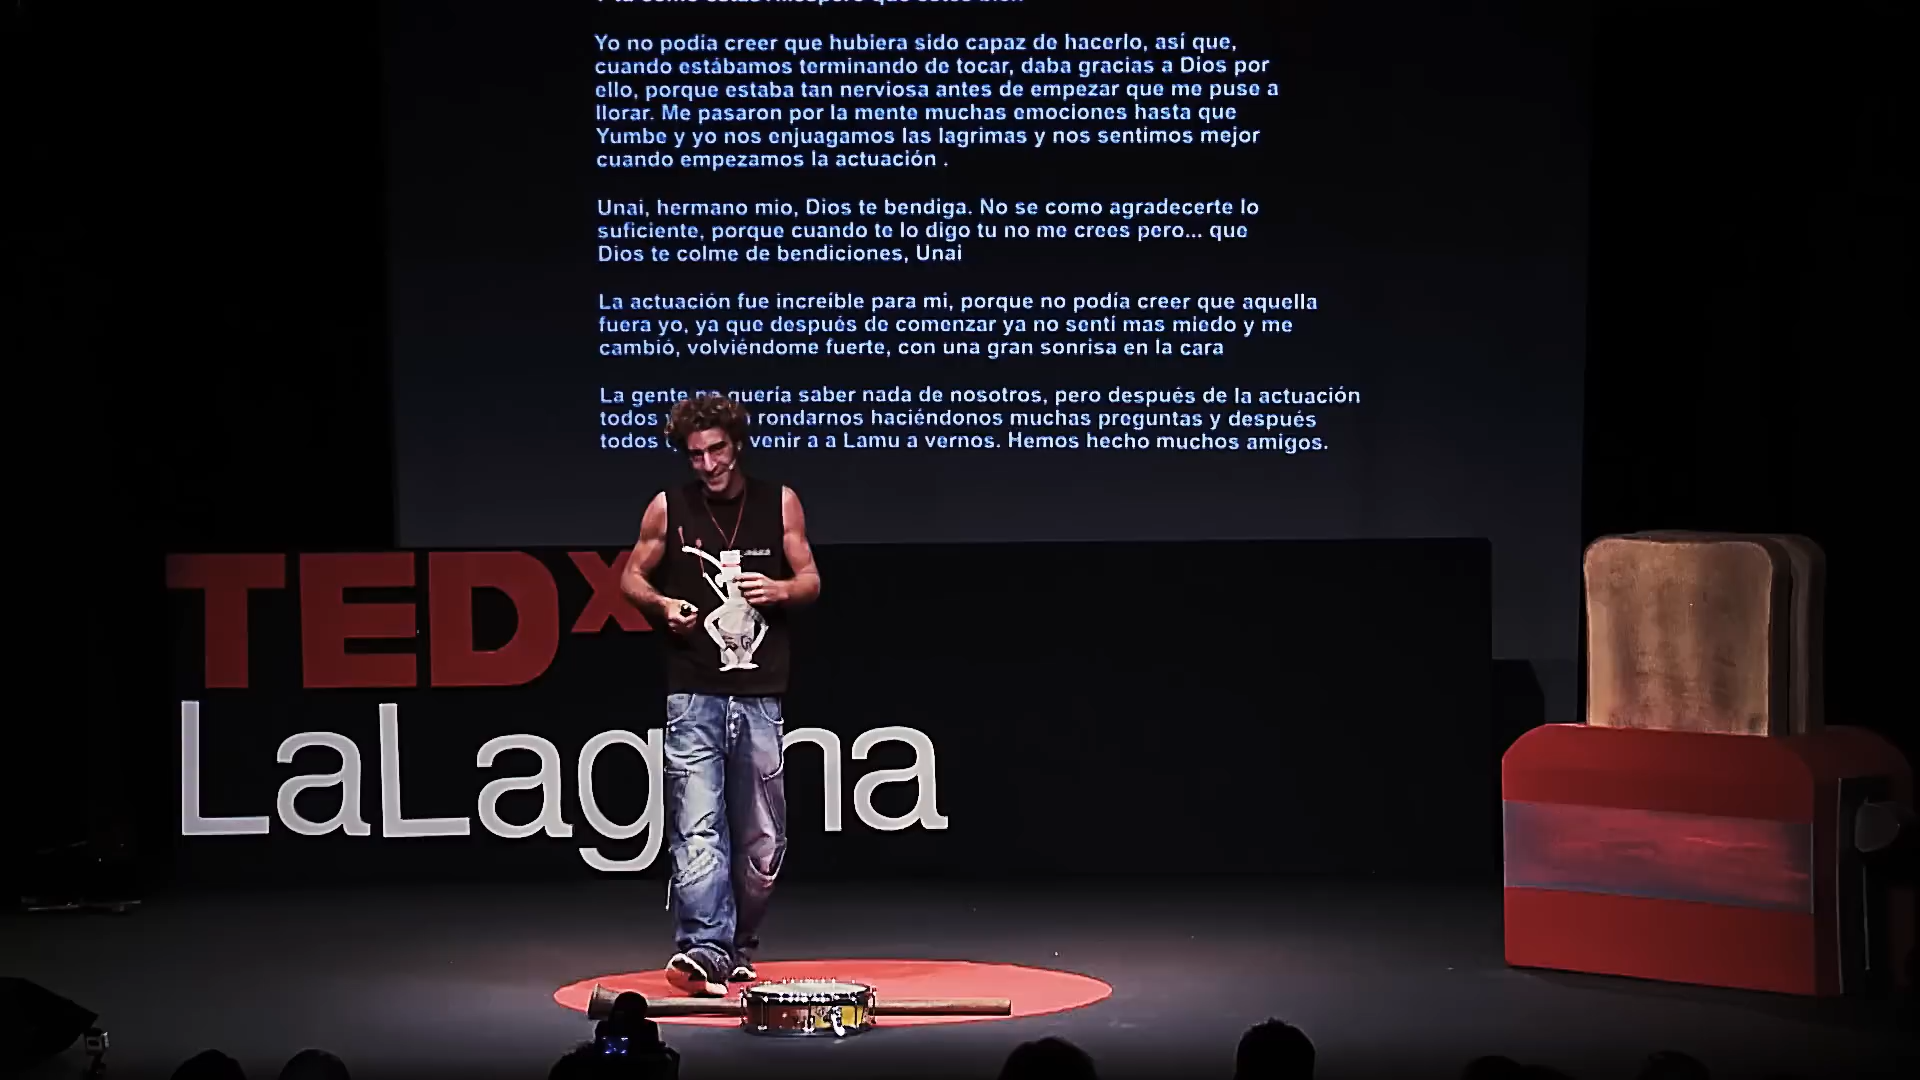 Yo no podía creer que hubiera sido capaz de hacerlo, así que,
cuando estábamos terminando de tocar, daba gracias a Dios por
ello, porque estaba tan nerviosa antes de empezar que me puse a
llorar. Me pasaron por la mente muchas emociones hasta que
Yumbe y yo nos enjuagamos las lagrimas y nos sentimos mejor
cuando empezamos la actuación .
Unai, hermano mio, Dios te bendiga. No se como agradecerte lo
suficiente, porque cuando te lo digo tu no me crees pero... que
Dios te colme de bendiciones, Unai
La actuación fue increíble para mi, porque no podía creer que aquella
fuera yo, ya que después de comenzar ya no sentí mas miedo y me
cambió, volviéndome fuerte, con una gran sonrisa en la cara
La gente quería saber nada de nosotros, pero después de la actuación
todos rondarnos haciéndonos muchas preguntas y después
todos venir a a Lamu a vernos. Hemos hecho muchos amigos.
TEDx
LaLag na